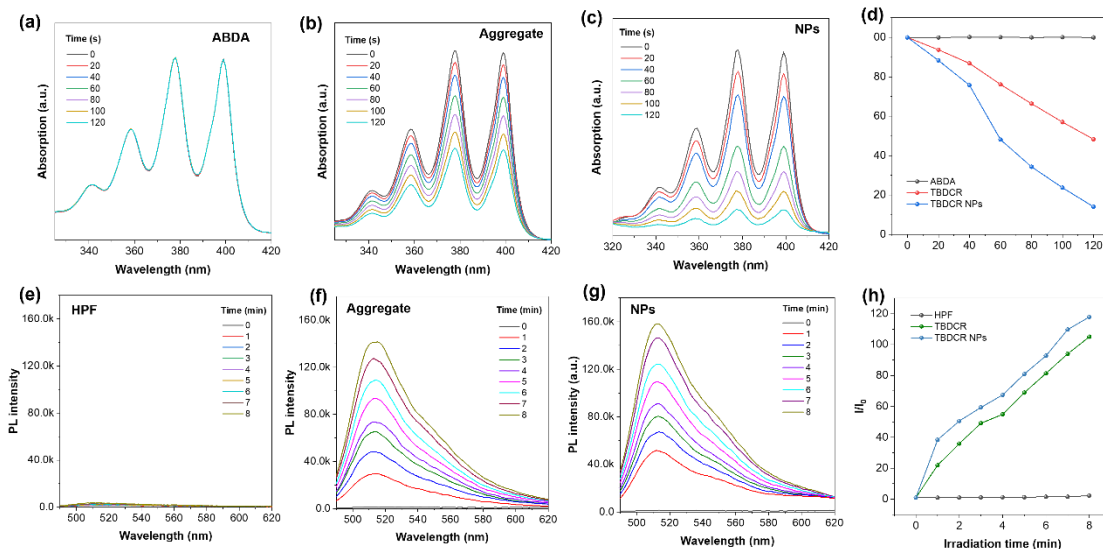 (a)
ABDA
Time (s)
0
20
40
60
80
100
120
Absorption (a.u.)
340
360
380
400
420
Wavelength (nm)
(b)
Aggregate
Time (s)
0
20
40
60
80
100
120
Absorption (a.u.)
340
360
380
400
420
Wavelength (nm)
(c)
NPs
Time (s)
0
20
40
60
80
100
120
Absorption (a.u.)
320
340
360
380
400
420
Wavelength (nm)
(d)
00
80
60
40
20
0
ABDA
TBDCR
TBDCR NPs
0
20
40
60
80
100
120
(e)
HPF
Time (min)
0
1
2
3
4
5
6
7
8
PL intensity
160.0k
120.0k
80.0k
40.0k
0.0
500
520
540
560
580
600
620
Wavelength (nm)
(f)
Aggregate
Time (min)
0
1
2
3
4
5
6
7
8
PL intensity
160.0k
120.0k
80.0k
40.0k
0.0
500
520
540
560
580
600
620
Wavelength (nm)
(g)
NPs
Time (min)
0
1
2
3
4
5
6
7
8
PL intensity (a.u.)
160.0k
120.0k
80.0k
40.0k
0.0
500
520
540
560
580
600
620
Wavelength (nm)
(h)
HPF
TBDCR
TBDCR NPs
I/I₀
120
100
80
60
40
20
0
0
2
4
6
8
Irradiation time (min)